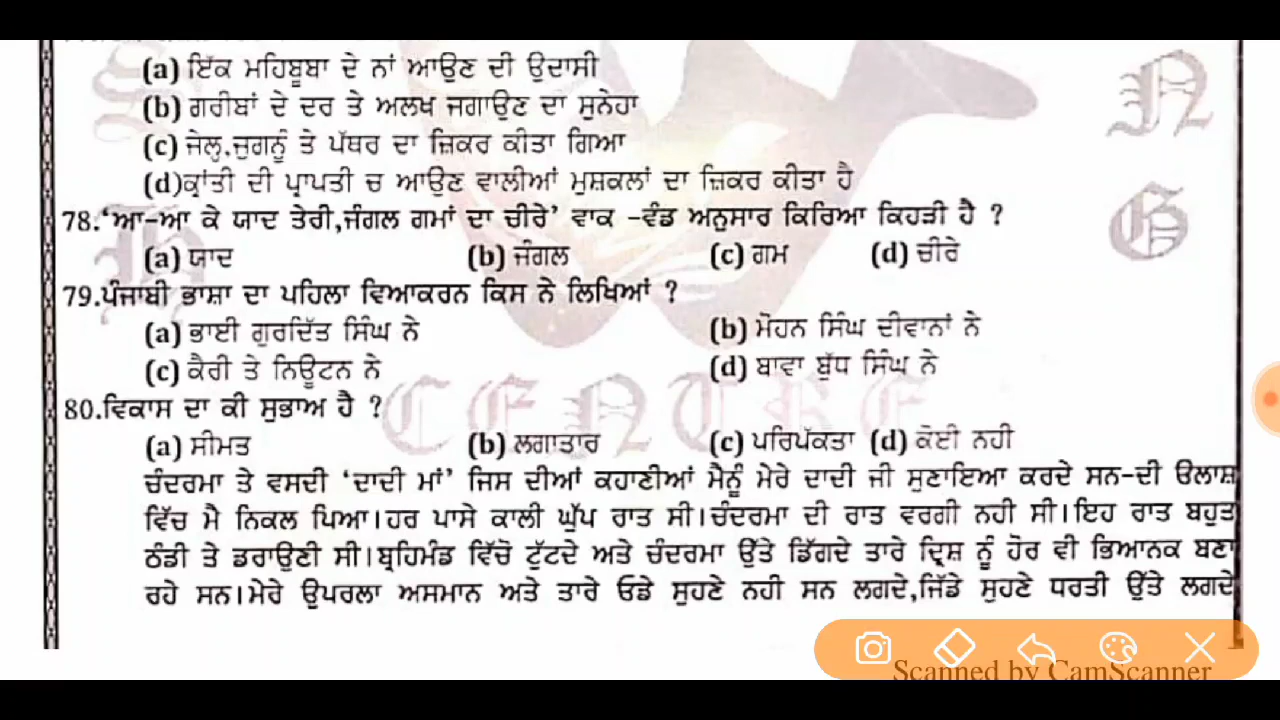 (a) ਇੱਕ ਮਹਿਬੂਬਾ ਦੇ ਨਾਂ ਆਉਣ ਦੀ ਉਦਾਸੀ
(b) ਗਰੀਬਾਂ ਦੇ ਦਰ ਤੇ ਅਲਖ ਜਗਾਉਣ ਦਾ ਸੁਨੇਹਾ
(c) ਜੇਲ੍ਹ,ਜੁਗਨੂੰ ਤੇ ਪੱਥਰ ਦਾ ਜ਼ਿਕਰ ਕੀਤਾ ਗਿਆ
(d)ਕ੍ਰਾਂਤੀ ਦੀ ਪ੍ਰਾਪਤੀ ਚ ਆਉਣ ਵਾਲੀਆਂ ਮੁਸ਼ਕਲਾਂ ਦਾ ਜ਼ਿਕਰ ਕੀਤਾ ਹੈ
78.‘ਆ-ਆ ਕੇ ਯਾਦ ਤੇਰੀ,ਜੰਗਲ ਗਮਾਂ ਦਾ ਚੀਰੇ’ ਵਾਕ -ਵੰਡ ਅਨੁਸਾਰ ਕਿਰਿਆ ਕਿਹੜੀ ਹੈ ?
(a) ਯਾਦ (b) ਜੰਗਲ (c) ਗਮ (d) ਚੀਰੇ
79.ਪੰਜਾਬੀ ਭਾਸ਼ਾ ਦਾ ਪਹਿਲਾ ਵਿਆਕਰਨ ਕਿਸ ਨੇ ਲਿਖਿਆਂ ?
(a) ਭਾਈ ਗੁਰਦਿੱਤ ਸਿੰਘ ਨੇ (b) ਮੋਹਨ ਸਿੰਘ ਦੀਵਾਨਾਂ ਨੇ
(c) ਕੈਰੀ ਤੇ ਨਿਊਟਨ ਨੇ (d) ਬਾਵਾ ਬੁੱਧ ਸਿੰਘ ਨੇ
80.ਵਿਕਾਸ ਦਾ ਕੀ ਸੁਭਾਅ ਹੈ ?
(a) ਸੀਮਤ (b) ਲਗਾਤਾਰ (c) ਪਰਿਪੱਕਤਾ (d) ਕੋਈ ਨਹੀ
ਚੰਦਰਮਾ ਤੇ ਵਸਦੀ ‘ਦਾਦੀ ਮਾਂ’ ਜਿਸ ਦੀਆਂ ਕਹਾਣੀਆਂ ਮੈਨੂੰ ਮੇਰੇ ਦਾਦੀ ਜੀ ਸੁਣਾਇਆ ਕਰਦੇ ਸਨ-ਦੀ ੳਲਾਸ਼
ਵਿੱਚ ਮੈ ਨਿਕਲ ਪਿਆ।ਹਰ ਪਾਸੇ ਕਾਲੀ ਘੁੱਪ ਰਾਤ ਸੀ।ਚੰਦਰਮਾ ਦੀ ਰਾਤ ਵਰਗੀ ਨਹੀ ਸੀ।ਇਹ ਰਾਤ ਬਹੁਤ
ਠੰਡੀ ਤੇ ਡਰਾਉਣੀ ਸੀ।ਬ੍ਰਹਿਮੰਡ ਵਿੱਚੋ ਟੁੱਟਦੇ ਅਤੇ ਚੰਦਰਮਾ ਉੱਤੇ ਡਿੱਗਦੇ ਤਾਰੇ ਦ੍ਰਿਸ਼ ਨੂੰ ਹੋਰ ਵੀ ਭਿਆਨਕ ਬਣਾ
ਰਹੇ ਸਨ।ਮੇਰੇ ਉਪਰਲਾ ਅਸਮਾਨ ਅਤੇ ਤਾਰੇ ਓਡੇ ਸੁਹਣੇ ਨਹੀ ਸਨ ਲਗਦੇ,ਜਿੱਡੇ ਸੁਹਣੇ ਧਰਤੀ ਉੱਤੇ ਲਗਦੇ
Scanned by CamScanner